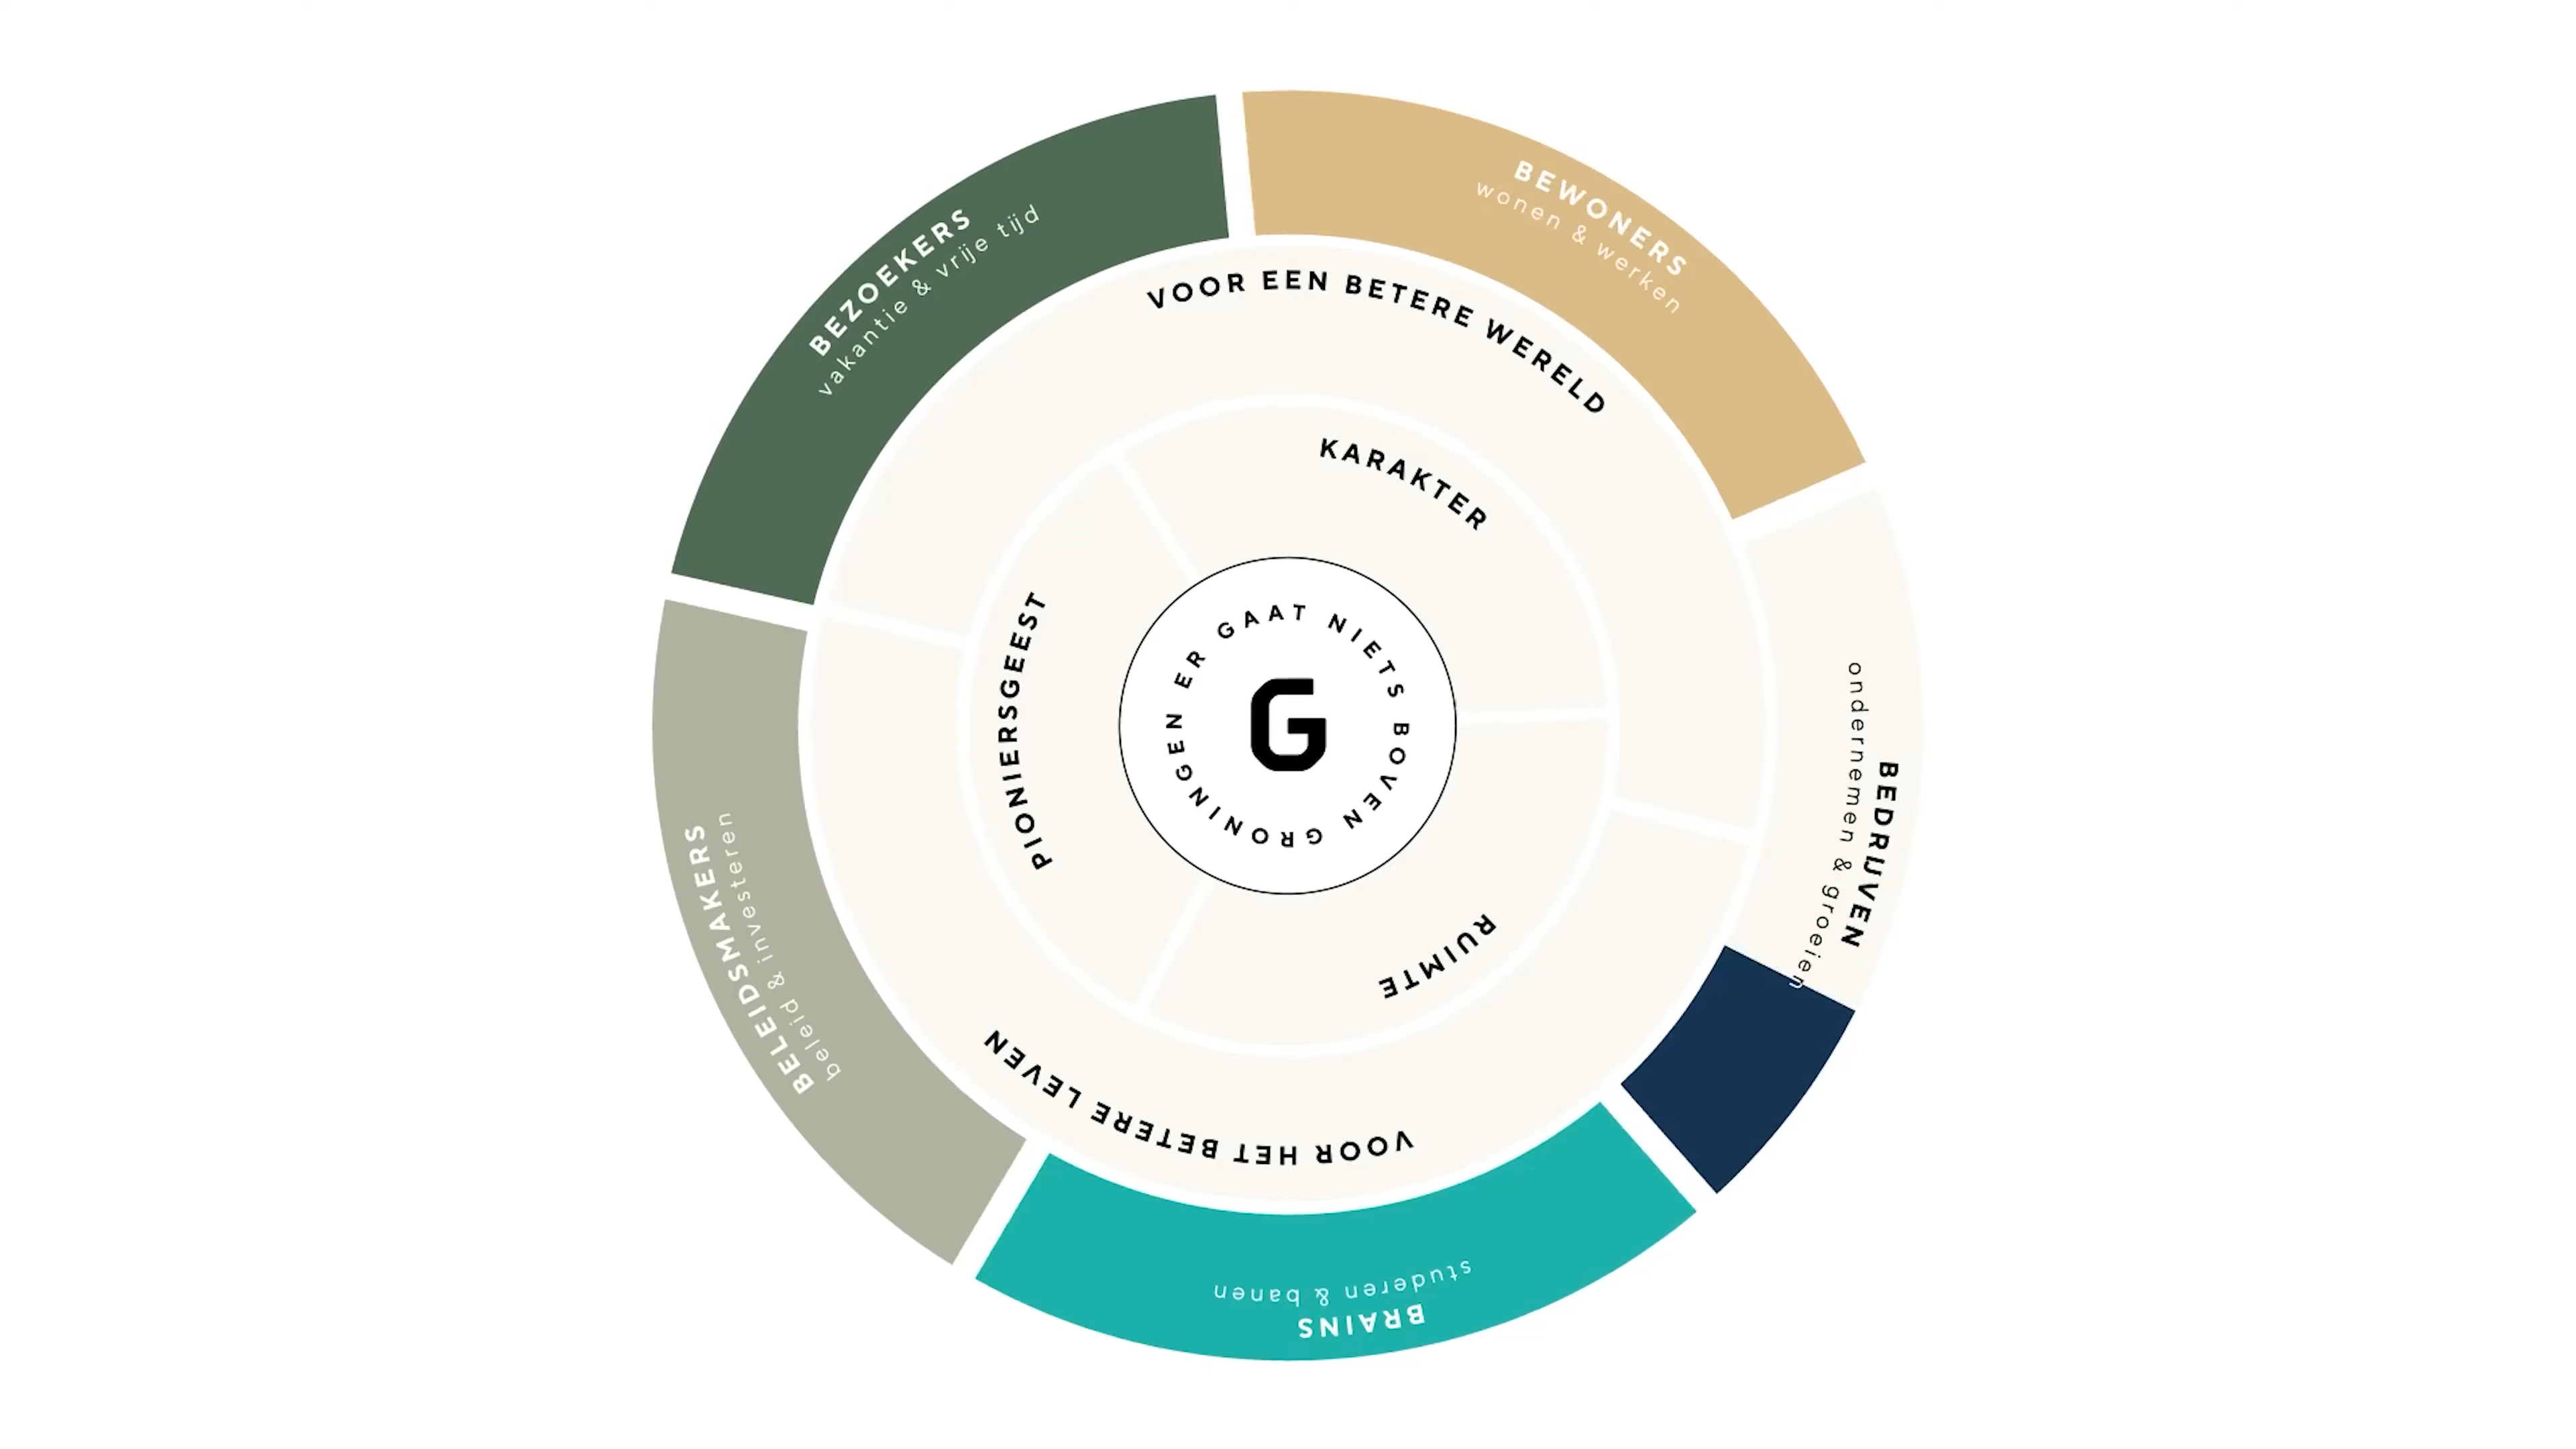 BEZOEKERS
vakantie & vrije tijd
BEWONERS
wonen & werken
VOOR EEN BETERE WERELD
KARAKTER
PIONIERSGEEST
ER GAAT NIETS BOVEN GRONINGEN
G
BEDRIJVEN
ondernemen & groeien
RUIMTE
BELEIDSMAKERS
beleid & investeren
VOOR HET BETERE LEVEN
BRAINS
studeren & banen